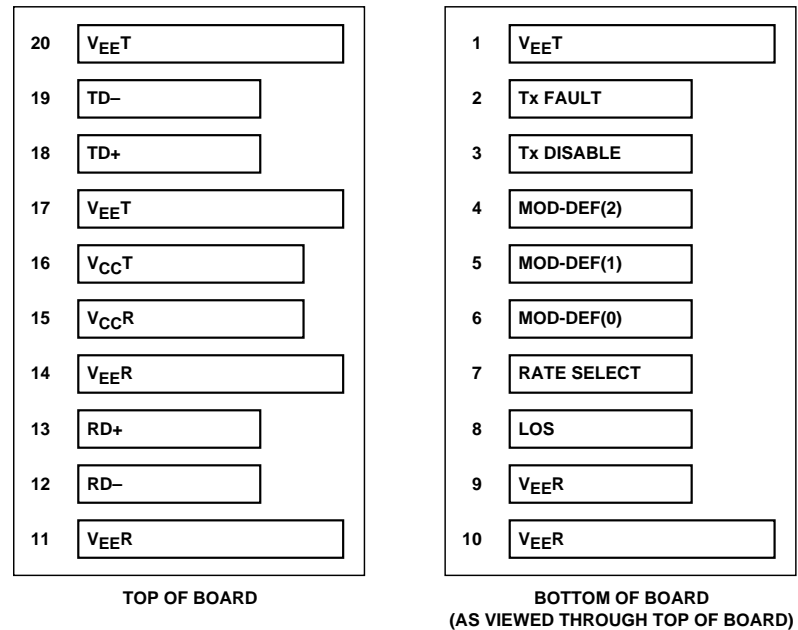 20 VEET
19 TD–
18 TD+
17 VEET
16 VCCT
15 VCCR
14 VEER
13 RD+
12 RD–
11 VEER
TOP OF BOARD
1 VEET
2 Tx FAULT
3 Tx DISABLE
4 MOD-DEF(2)
5 MOD-DEF(1)
6 MOD-DEF(0)
7 RATE SELECT
8 LOS
9 VEER
10 VEER
BOTTOM OF BOARD
(AS VIEWED THROUGH TOP OF BOARD)